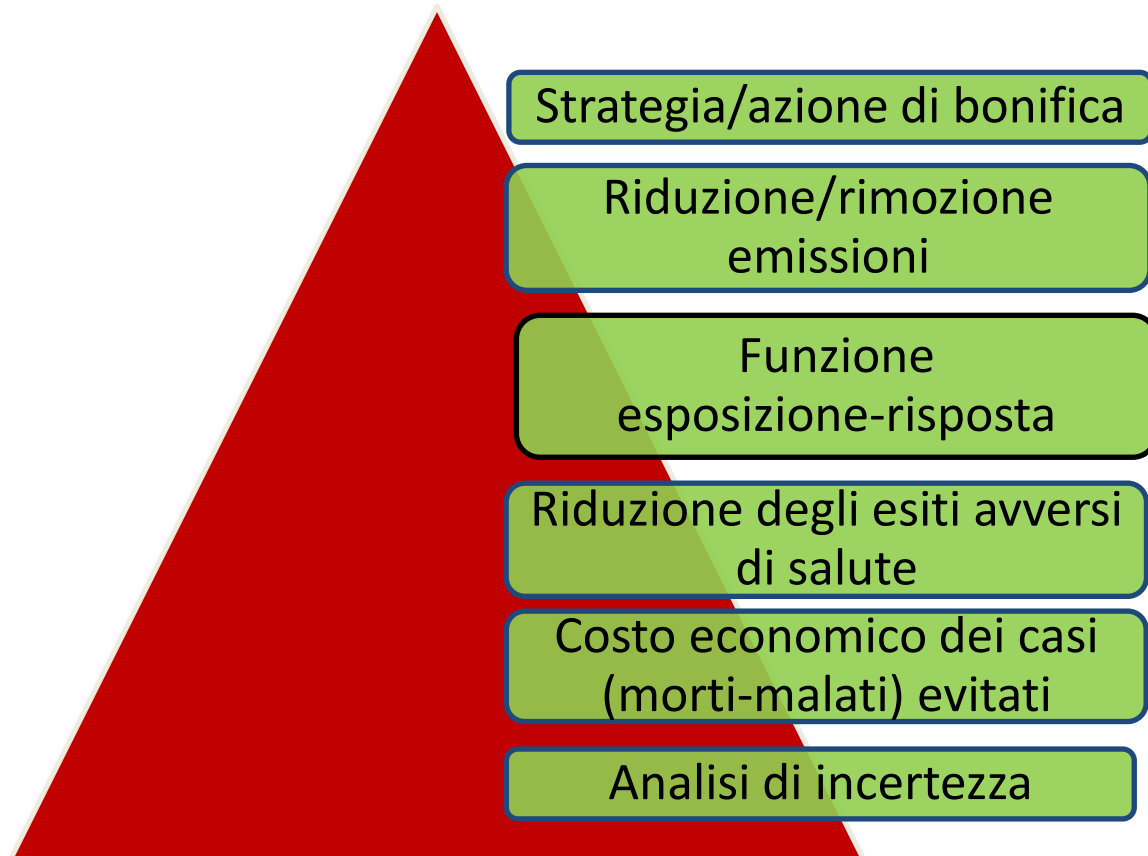 Strategia/azione di bonifica
Riduzione/rimozione
emissioni
Funzione
esposizione-risposta
Riduzione degli esiti avversi
di salute
Costo economico dei casi
(morti-malati) evitati
Analisi di incertezza